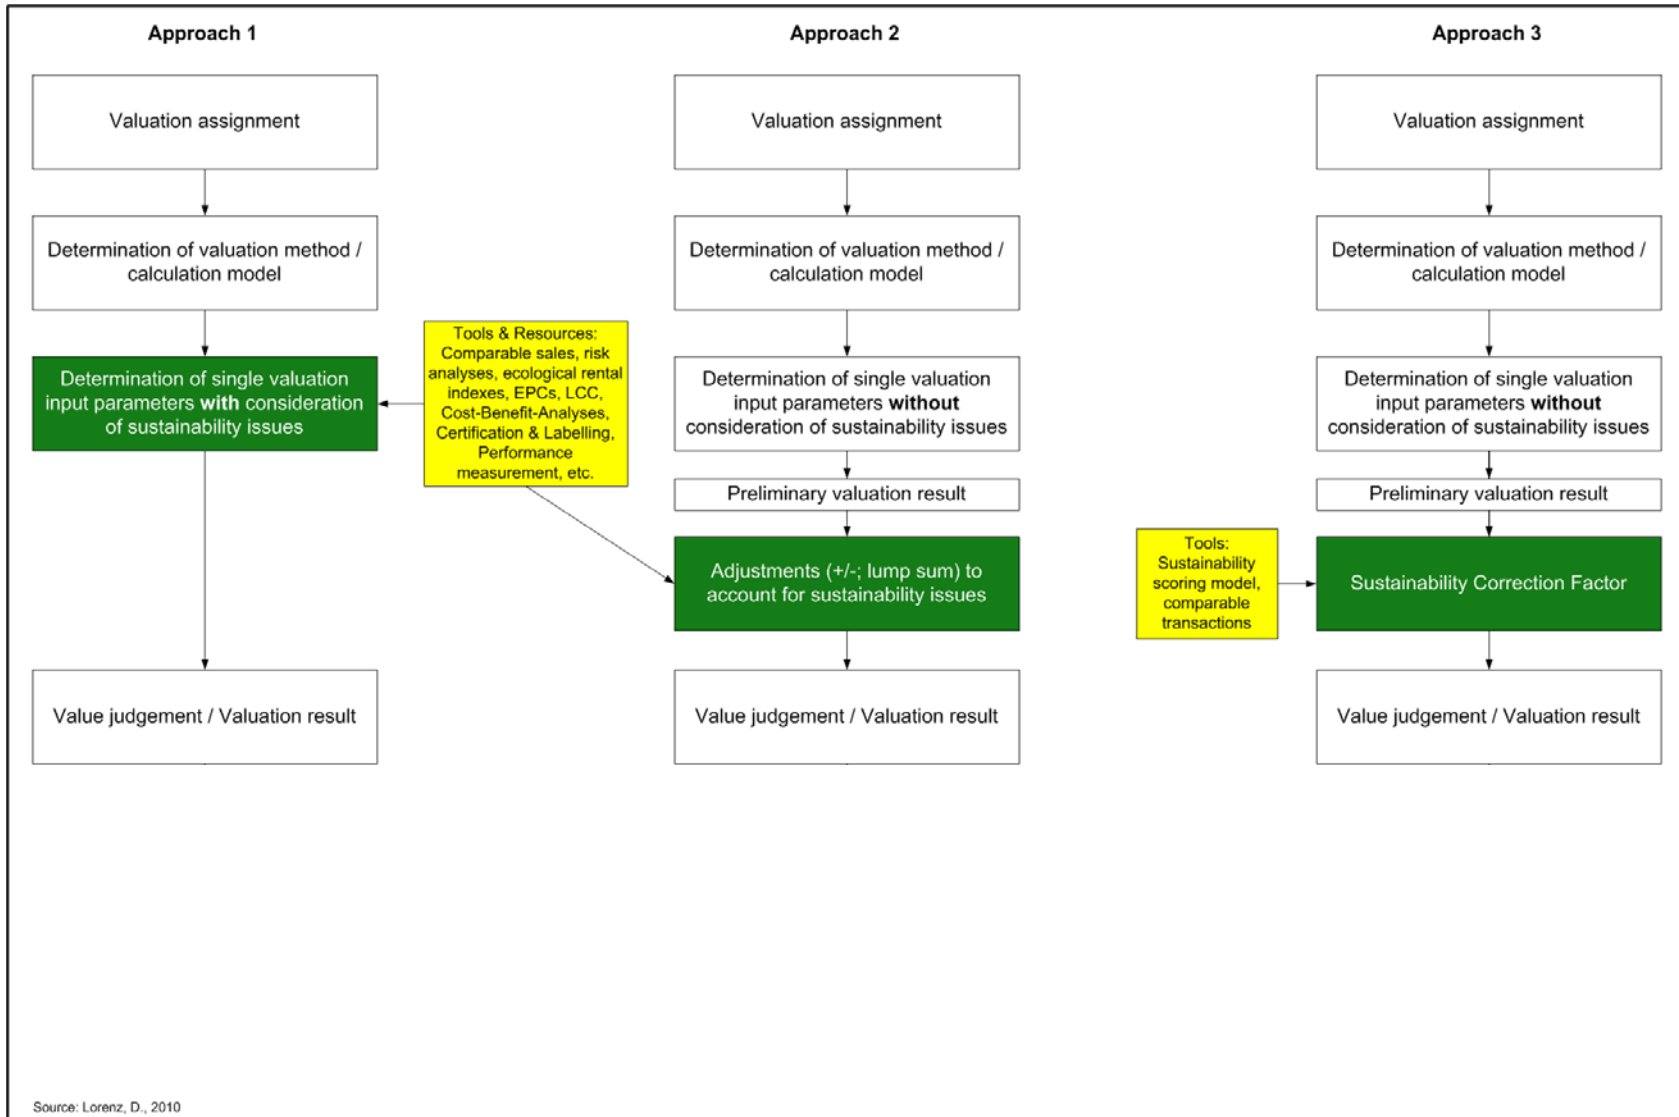 Approach 1
Valuation assignment
Determination of valuation method /
calculation model
Determination of single valuation
input parameters with consideration
of sustainability issues
Value judgement / Valuation result
Tools & Resources:
Comparable sales, risk
analyses, ecological rental
indexes, EPCs, LCC,
Cost-Benefit-Analyses,
Certification & Labelling,
Performance
measurement, etc.
Approach 2
Valuation assignment
Determination of valuation method /
calculation model
Determination of single valuation
input parameters without
consideration of sustainability issues
Preliminary valuation result
Adjustments (+/-; lump sum) to
account for sustainability issues
Value judgement / Valuation result
Approach 3
Valuation assignment
Determination of valuation method /
calculation model
Determination of single valuation
input parameters without
consideration of sustainability issues
Preliminary valuation result
Tools:
Sustainability
scoring model,
comparable
transactions
Sustainability Correction Factor
Value judgement / Valuation result
Source: Lorenz, D., 2010